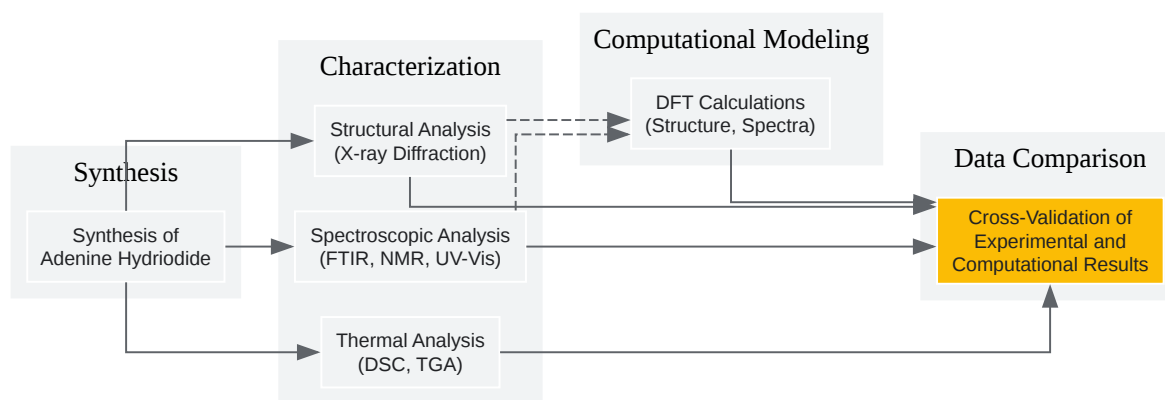 Synthesis
Synthesis of
Adenine Hydriodide
Characterization
Structural Analysis
(X-ray Diffraction)
Spectroscopic Analysis
(FTIR, NMR, UV-Vis)
Thermal Analysis
(DSC, TGA)
Computational Modeling
DFT Calculations
(Structure, Spectra)
Data Comparison
Cross-Validation of
Experimental and
Computational Results